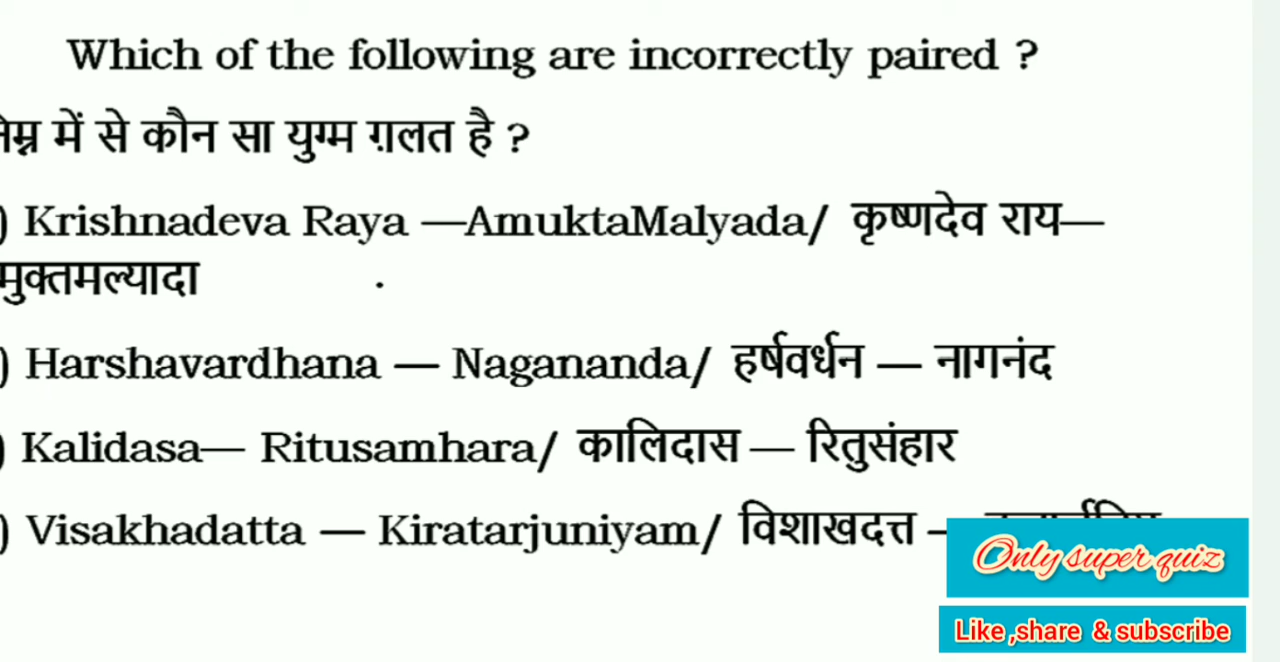 Which of the following are incorrectly paired ?
में से कौन सा युग्म ग़लत है ?
) Krishnadeva Raya —AmuktaMalyada/ कृष्णदेव राय—
मुक्तमल्यादा
) Harshavardhana — Nagananda/ हर्षवर्धन — नागनंद
) Kalidasa— Ritusamhara/ कालिदास — रितुसंहार
) Visakhadatta — Kiratarjuniyam/ विशाखदत्त —
Only super quiz
Like ,share & subscribe